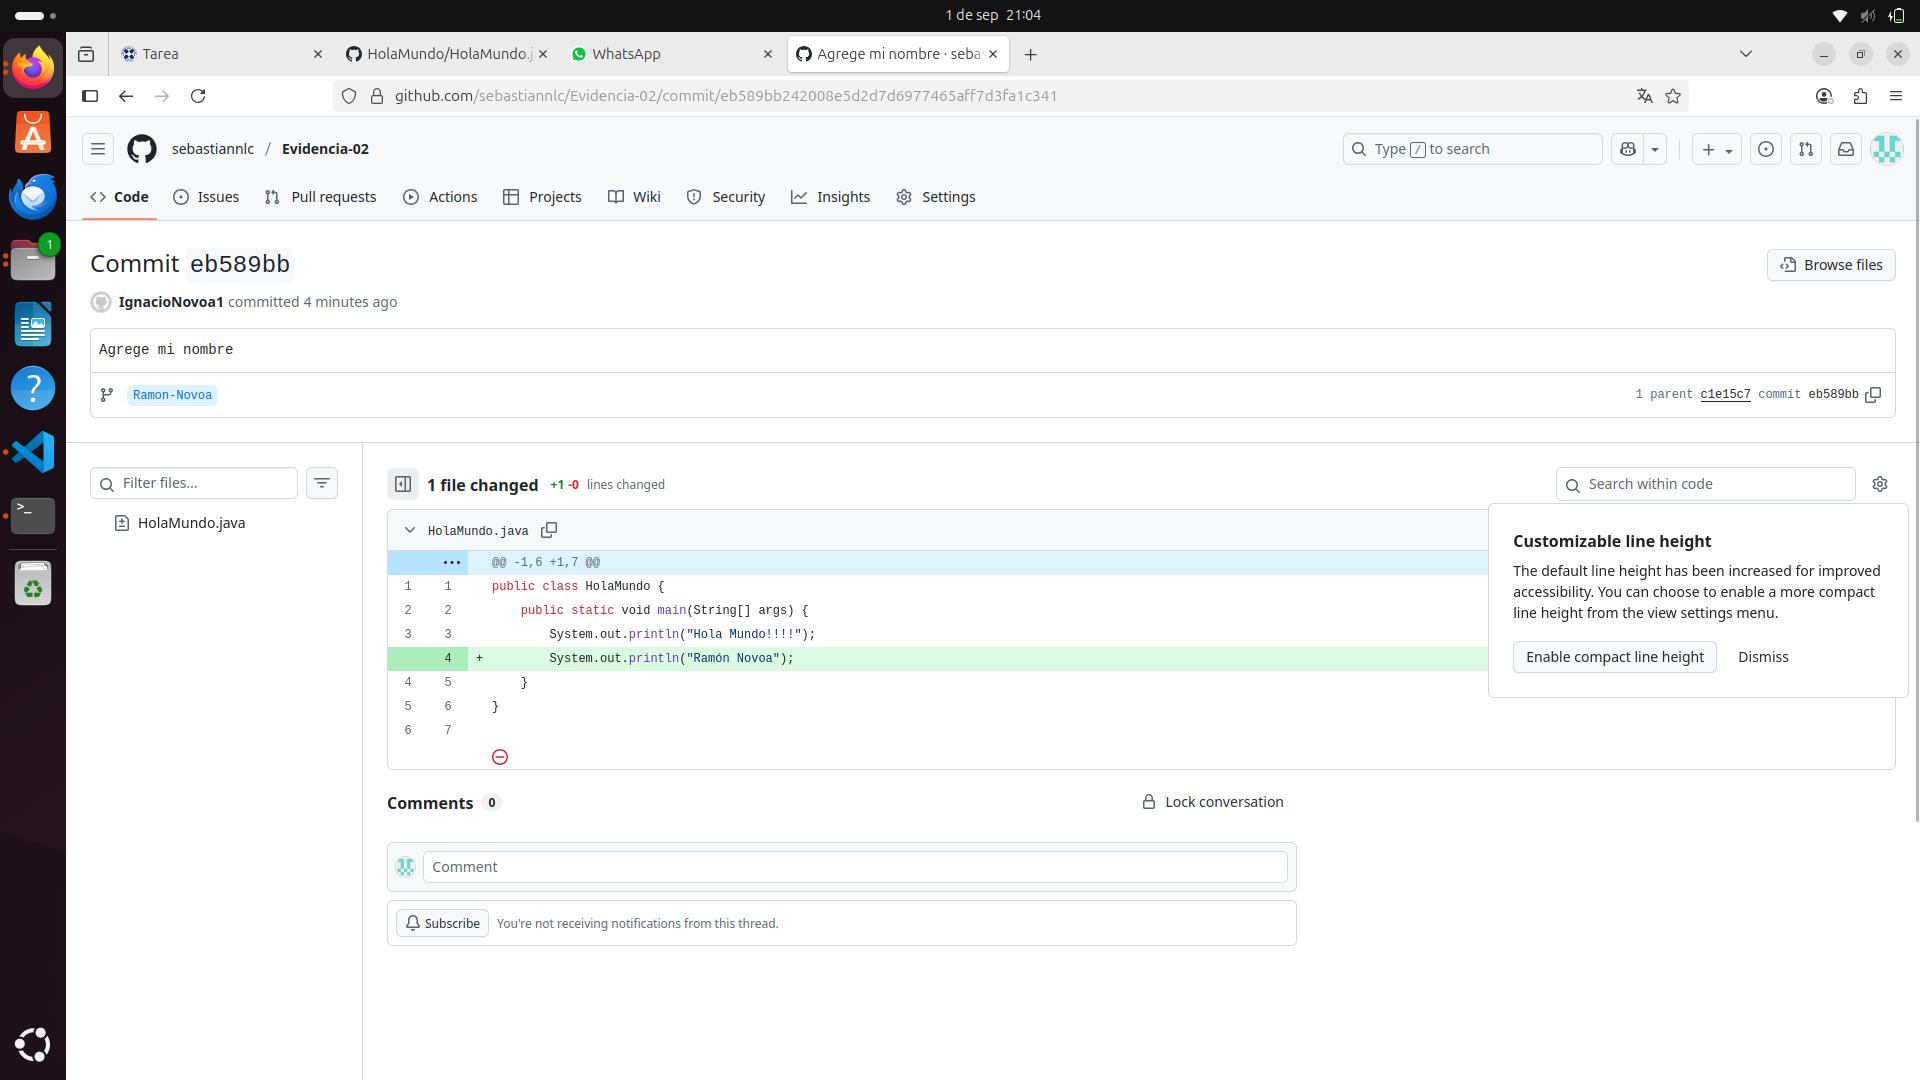 1 de sep 21:04
Tarea
HolaMundo/HolaMundo.j
WhatsApp
Agrege mi nombre · seba
github.com/sebastiannlc/Evidencia-02/commit/eb589bb242008e5d2d7d6977465aff7d3fa1c341
sebastiannlc / Evidencia-02
Type / to search
Code
Issues
Pull requests
Actions
Projects
Wiki
Security
Insights
Settings
1
Commit eb589bb
Browse files
IgnacioNovoa1 committed 4 minutes ago
Agrege mi nombre
Ramon-Novoa
1 parent c1e15c7 commit eb589bb
Filter files...
HolaMundo.java
1 file changed +1 -0 lines changed
Search within code
HolaMundo.java
@@ -1,6 +1,7 @@
1 1 public class HolaMundo {
2 2 public static void main(String[] args) {
3 3 System.out.println("Hola Mundo!!!!");
4 + System.out.println("Ramón Novoa");
4 5 }
5 6 }
6 7
Customizable line height
The default line height has been increased for improved
accessibility. You can choose to enable a more compact
line height from the view settings menu.
Enable compact line height
Dismiss
Comments 0
Lock conversation
Comment
Subscribe
You're not receiving notifications from this thread.